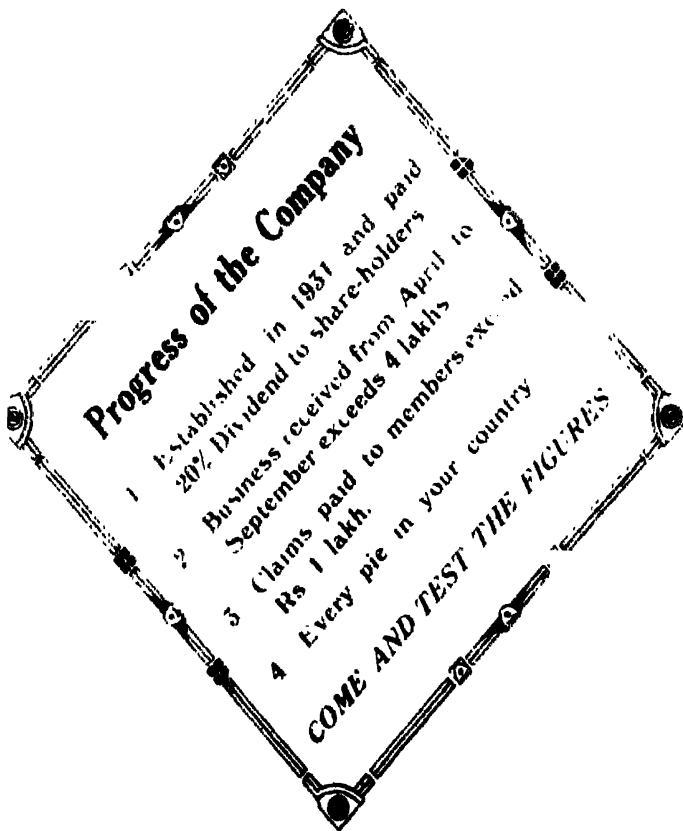 Progress of the Company
1 Established in 1931 and paid
20% Dividend to share-holders
2 Business received from April to
September exceeds 4 lakhs
3 Claims paid to members exceed
Rs 1 lakh.
4 Every pie in your country
COME AND TEST THE FIGURES